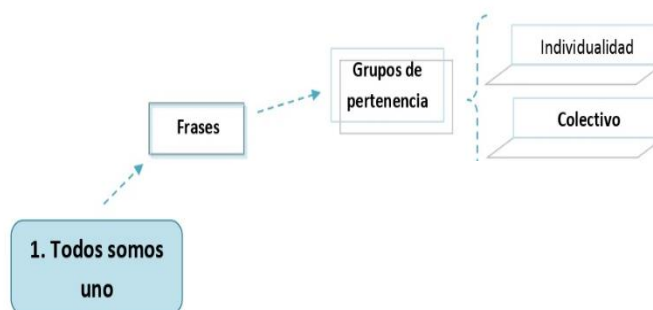 Individualidad
Grupos de
pertenencia
Colectivo
Frases
1. Todos somos
uno